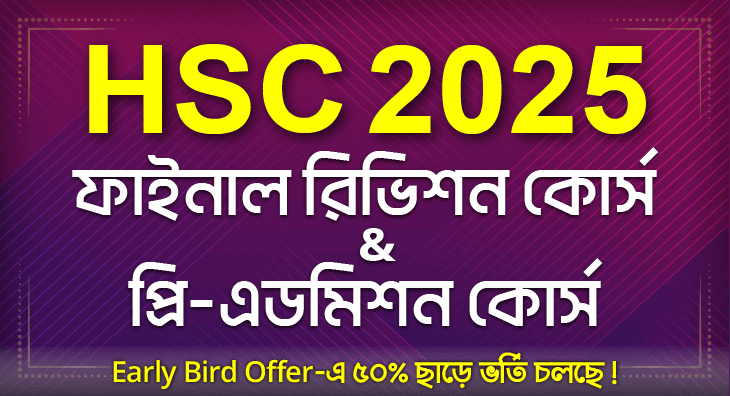 HSC 2025
ফাইনাল রিভিশন কোর্স
&
প্রি-এডমিশন কোর্স
Early Bird Offer-এ ৫০% ছাড়ে ভর্তি চলছে !